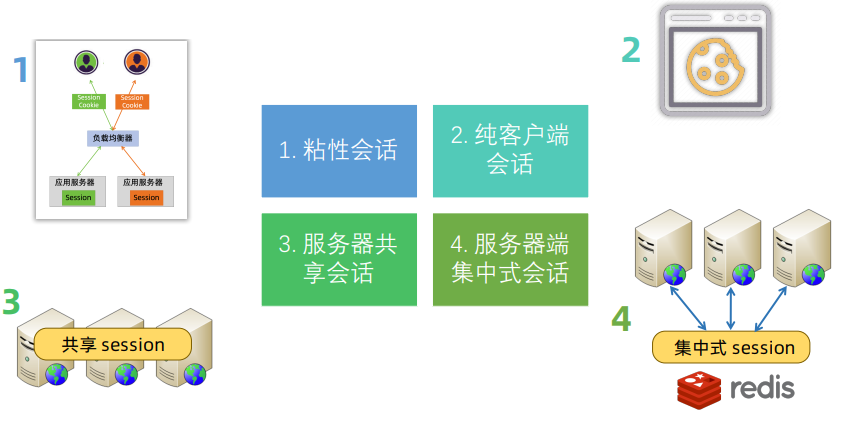 1
Session
Cookie
Session
Cookie
负载均衡器
应用服务器
Session
应用服务器
Session
1. 粘性会话
2. 纯客户端
会话
3. 服务器共
享会话
4. 服务器端
集中式会话
2
3
共享 session
4
集中式 session
redis